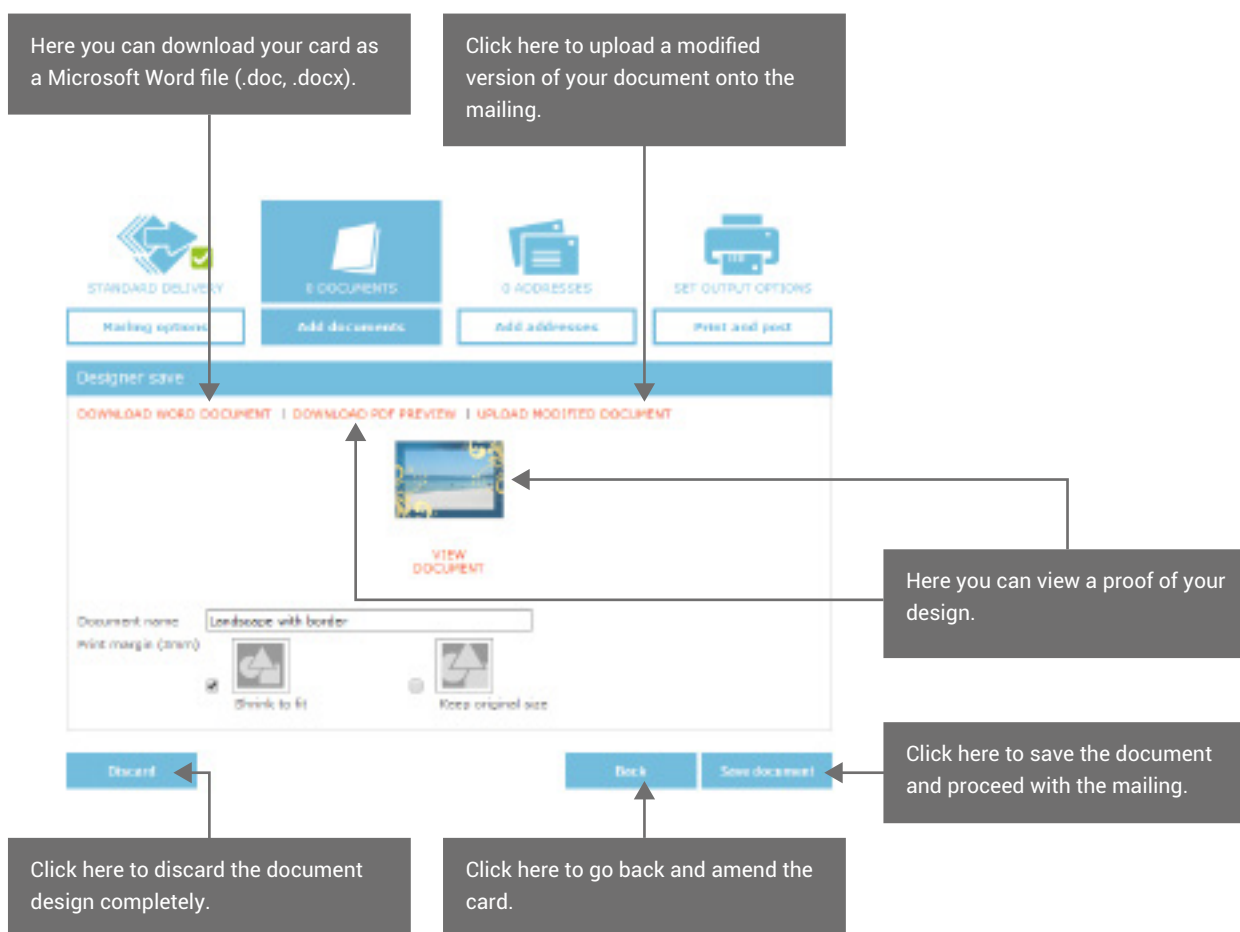 Here you can download your card as
a Microsoft Word file (.doc, .docx).
Click here to upload a modified
version of your document onto the
mailing.
STANDARD DELIVERY
0 DOCUMENTS
0 ADDRESSES
SET OUTPUT OPTIONS
Mailing options
Add documents
Add addresses
Print and post
Designer save
DOWNLOAD WORD DOCUMENT | DOWNLOAD PDF PREVIEW | UPLOAD MODIFIED DOCUMENT
VIEW
DOCUMENT
Here you can view a proof of your
design.
Document name Landscape with border
Print margin
Shrink to fit
Keep original size
Discard
Back
Save document
Click here to save the document
and proceed with the mailing.
Click here to discard the document
design completely.
Click here to go back and amend the
card.